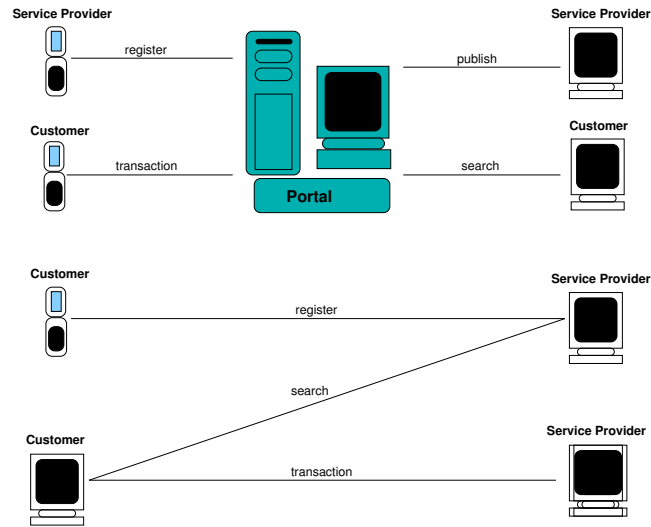 Service Provider
Service Provider
register
publish
Customer
Customer
transaction
search
Portal
Customer
Service Provider
register
search
Customer
Service Provider
transaction